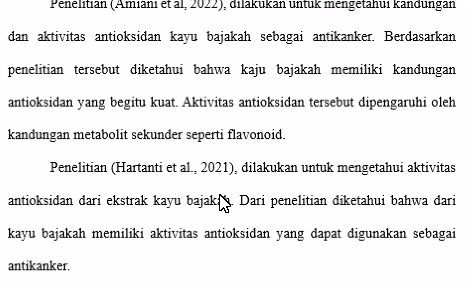 Penelitian (Amiani et al, 2022), dilakukan untuk mengetahui kandungan
dan aktivitas antioksidan kayu bajakah sebagai antikanker. Berdasarkan
penelitian tersebut diketahui bahwa kaju bajakah memiliki kandungan
antioksidan yang begitu kuat. Aktivitas antioksidan tersebut dipengaruhi oleh
kandungan metabolit sekunder seperti flavonoid.
Penelitian (Hartanti et al., 2021), dilakukan untuk mengetahui aktivitas
antioksidan dari ekstrak kayu bajakah. Dari penelitian diketahui bahwa dari
kayu bajakah memiliki aktivitas antioksidan yang dapat digunakan sebagai
antikanker.